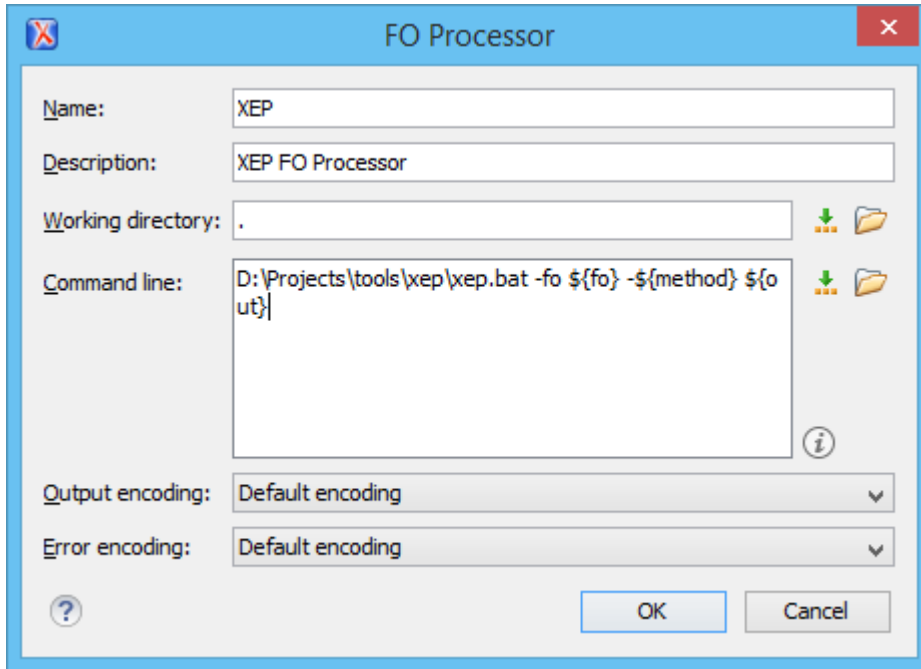 FO Processor
Name: XEP
Description: XEP FO Processor
Working directory: .
Command line: D:\Projects\tools\xep\xep.bat -fo ${fo} -${method} ${o
ut}
Output encoding: Default encoding
Error encoding: Default encoding
OK Cancel